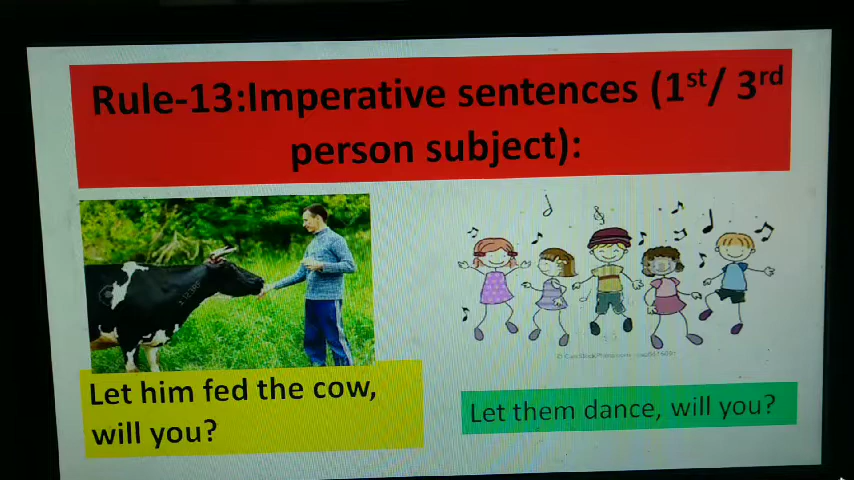 Rule-13:Imperative sentences (1st/ 3rd
person subject):
Let him fed the cow,
will you?
Let them dance, will you?